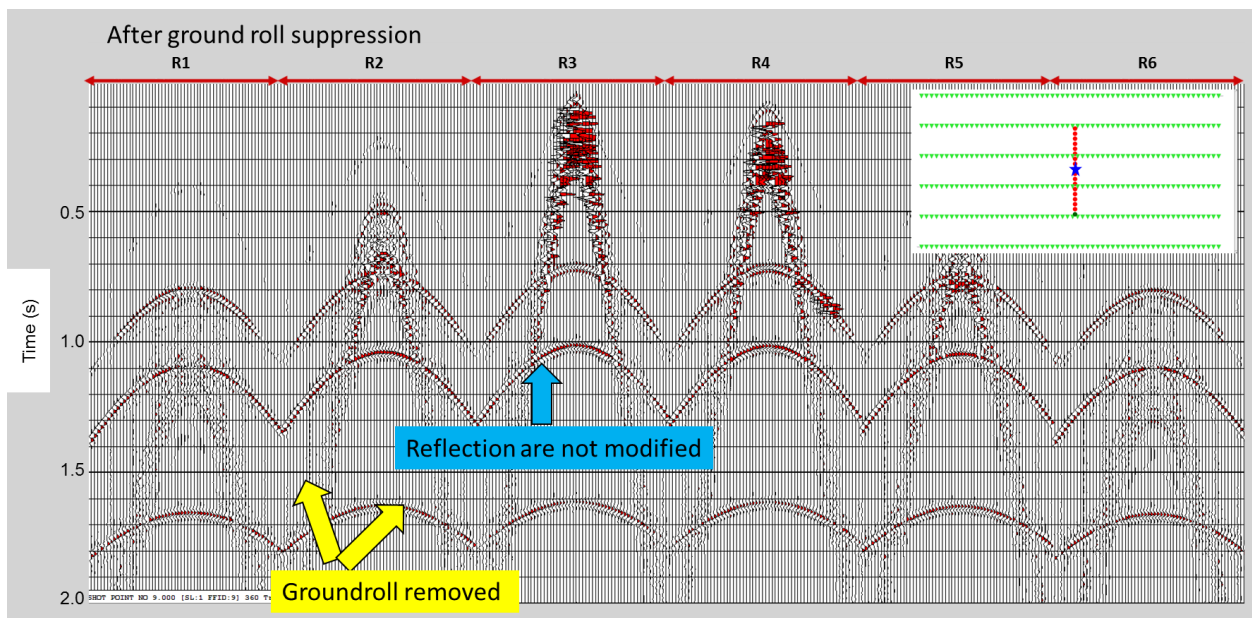 After ground roll suppression
R1 R2 R3 R4 R5 R6
0.5
Time (s)
1.0
Reflection are not modified
1.5
Groundroll removed
2.0
SHOT POINT NO 9.000 [SL:1 FFID:9] 360